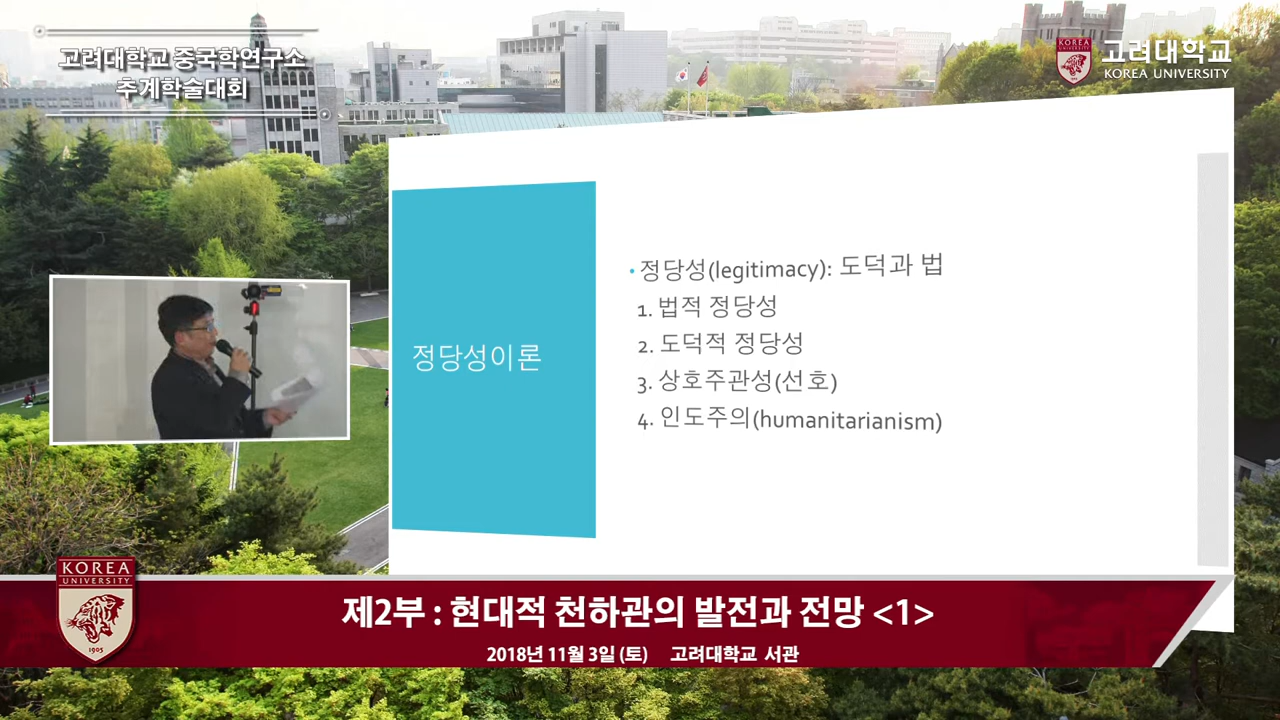 고려대학교 중국학연구소
추계학술대회
KOREA
UNIVERSITY
고려대학교
KOREA UNIVERSITY
정당성이론
• 정당성(legitimacy): 도덕과 법
1. 법적 정당성
2. 도덕적 정당성
3. 상호주관성(선호)
4. 인도주의(humanitarianism)
KOREA
UNIVERSITY
1905
제2부 : 현대적 천하관의 발전과 전망 <1>
2018년 11월 3일 (토) 고려대학교 서관